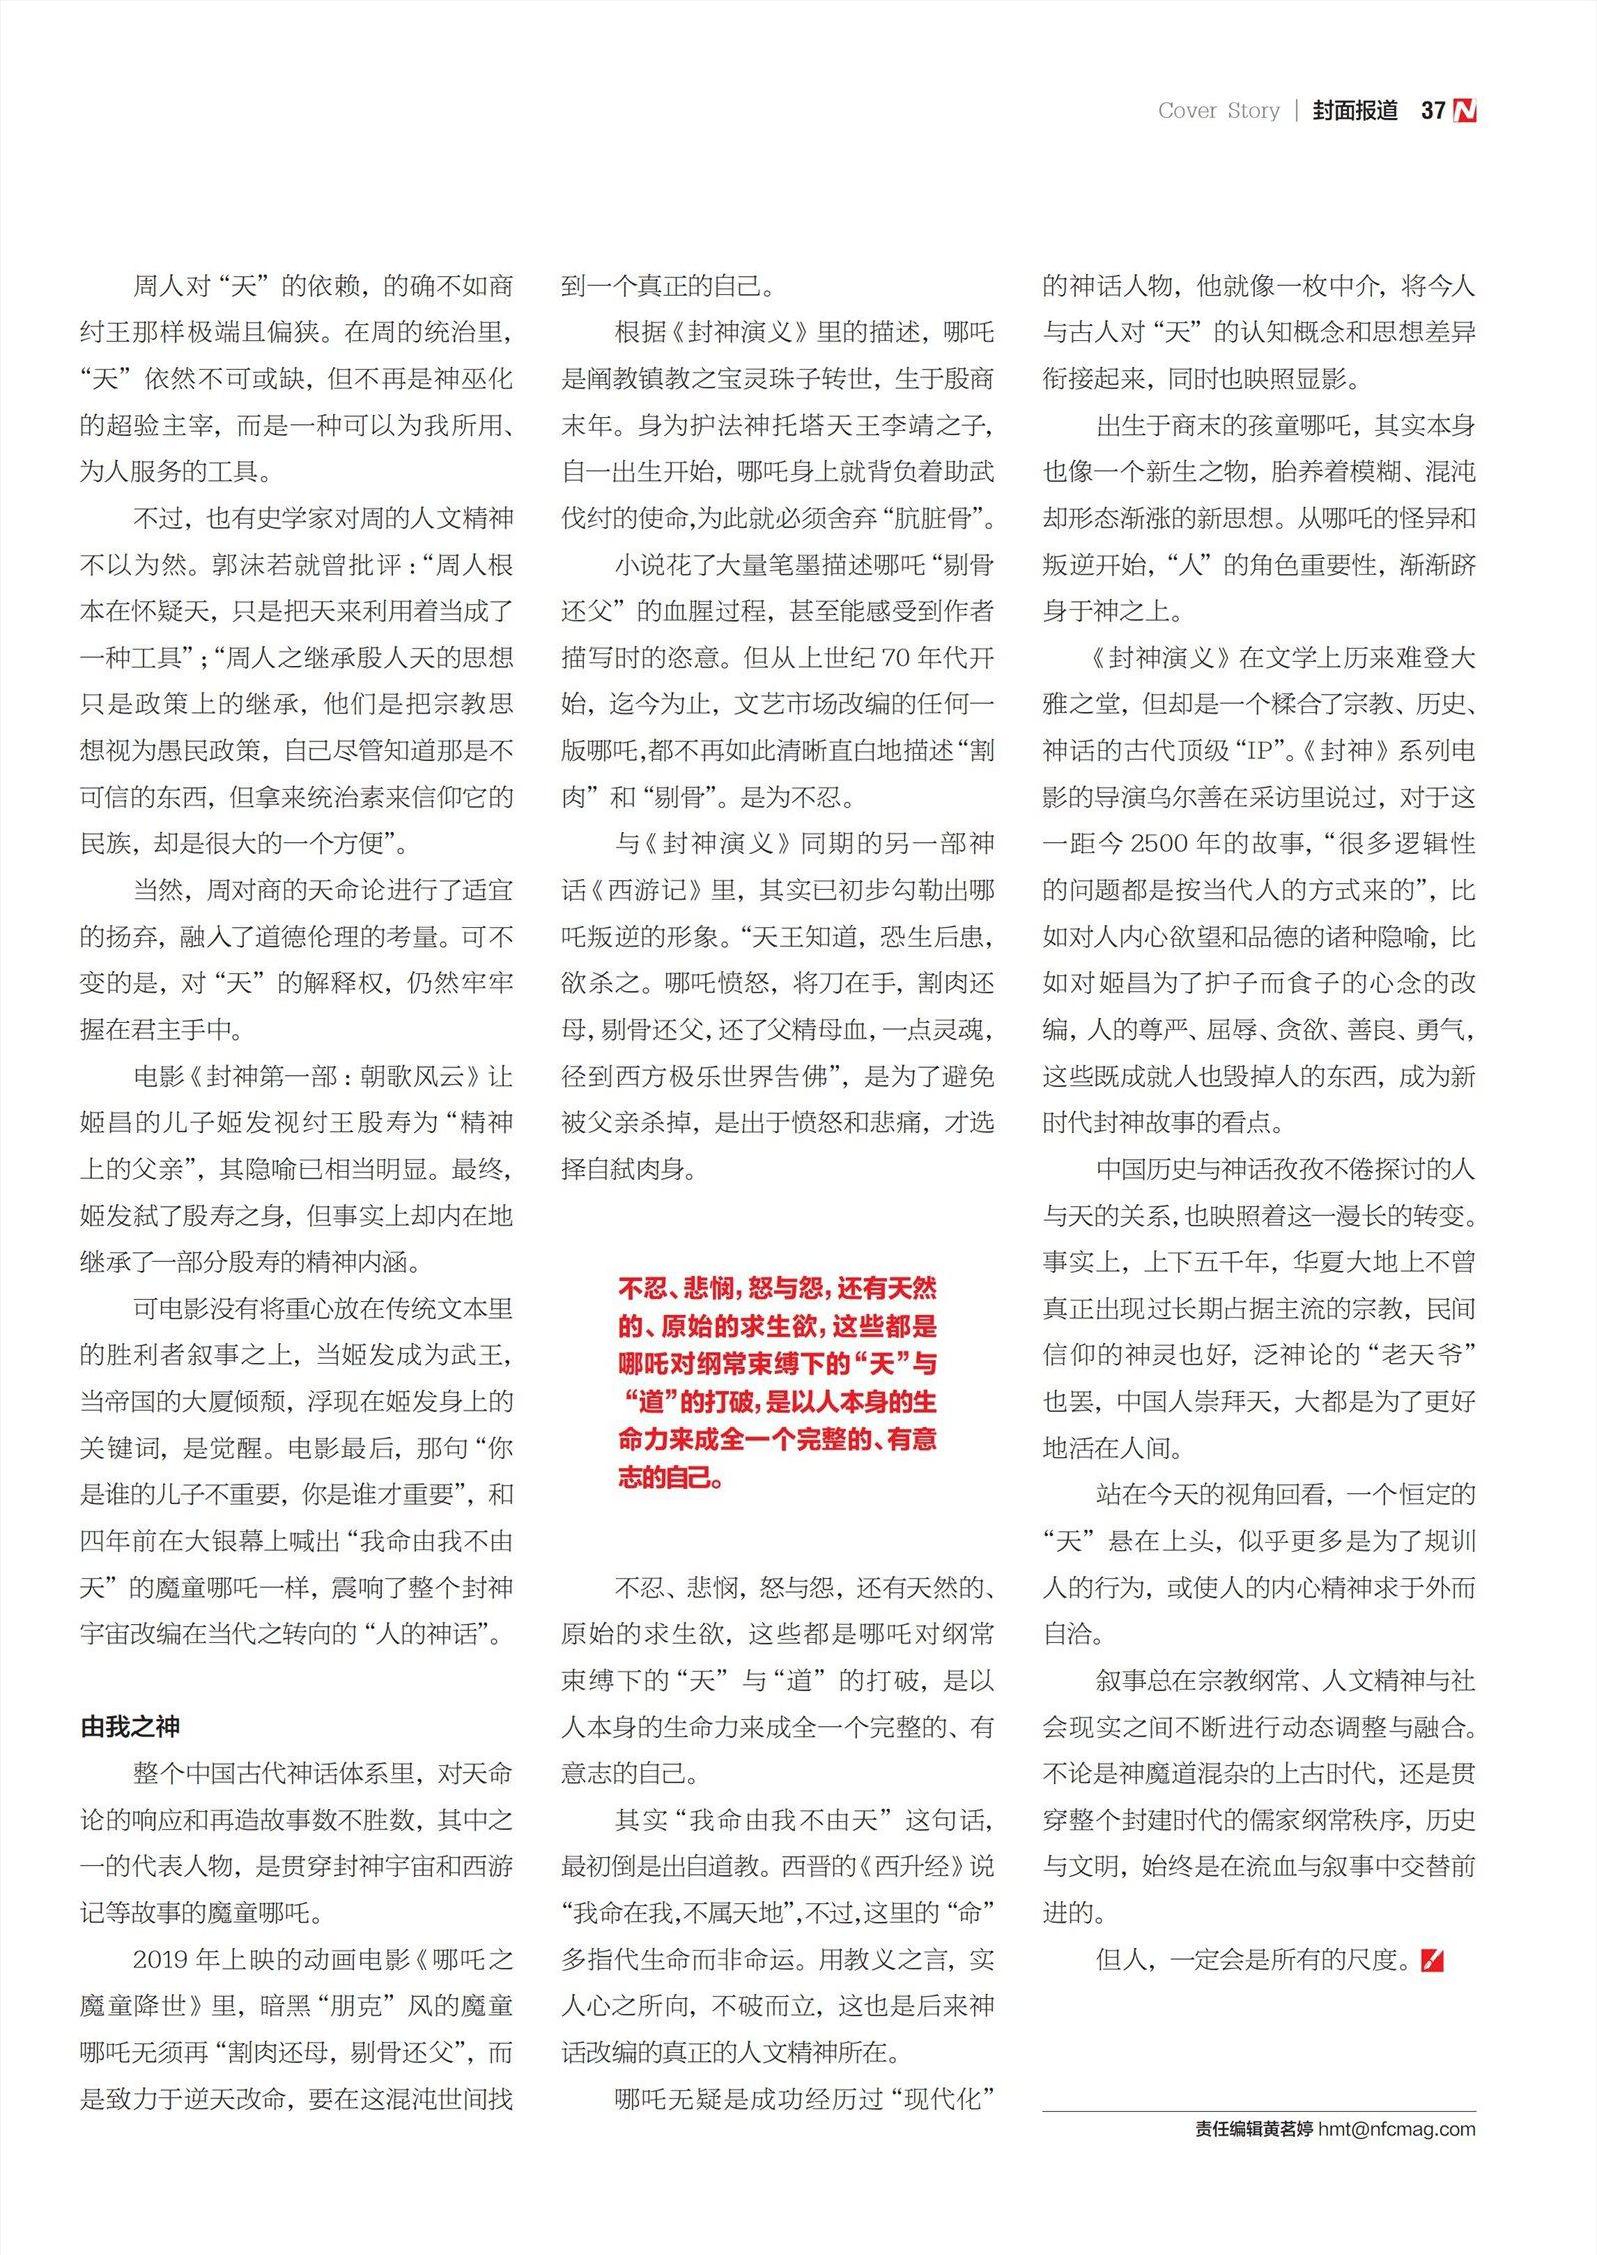 Cover Story | 封面报道 37
周人对“天”的依赖，的确不如商
纣王那样极端且偏狭。在周的统治里，
“天”依然不可或缺，但不再是神巫化
的超验主宰，而是一种可以为我所用、
为人服务的工具。
不过，也有史学家对周的人文精神
不以为然。郭沫若就曾批评：“周人根
本在怀疑天，只是把天来利用着当成了
一种工具”；“周人之继承殷人天的思想
只是政策上的继承，他们是把宗教思
想视为愚民政策，自己尽管知道那是不
可信的东西，但拿来统治素来信仰它的
民族，却是很大的一个方便”。
当然，周对商的天命论进行了适宜
的扬弃，融入了道德伦理的考量。可不
变的是，对“天”的解释权，仍然牢牢
握在君主手中。
电影《封神第一部：朝歌风云》让
姬昌的儿子姬发视纣王殷寿为“精神
上的父亲”，其隐喻已相当明显。最终，
姬发弑了殷寿之身，但事实上却内在地
继承了一部分殷寿的精神内涵。
可电影没有将重心放在传统文本里
的胜利者叙事之上，当姬发成为武王，
当帝国的大厦倾颓，浮现在姬发身上的
关键词，是觉醒。电影最后，那句“你
是谁的儿子不重要，你是谁才重要”，和
四年前在大银幕上喊出“我命由我不由
天”的魔童哪吒一样，震响了整个封神
宇宙改编在当代之转向的“人的神话”。
由我之神
整个中国古代神话体系里，对天命
论的响应和再造故事数不胜数，其中之
一的代表人物，是贯穿封神宇宙和西游
记等故事的魔童哪吒。
2019 年上映的动画电影《哪吒之
魔童降世》里，暗黑“朋克”风的魔童
哪吒无须再“割肉还母，剔骨还父”，而
是致力于逆天改命，要在这混沌世间找
到一个真正的自己。
根据《封神演义》里的描述，哪吒
是阐教镇教之宝灵珠子转世，生于殷商
末年。身为护法神托塔天王李靖之子，
自一出生开始，哪吒身上就背负着助武
伐纣的使命，为此就必须舍弃“肮脏骨”。
小说花了大量笔墨描述哪吒“剔骨
还父”的血腥过程，甚至能感受到作者
描写时的恣意。但从上世纪 70 年代开
始，迄今为止，文艺市场改编的任何一
版哪吒，都不再如此清晰直白地描述“割
肉”和“剔骨”。是为不忍。
与《封神演义》同期的另一部神
话《西游记》里，其实已初步勾勒出哪
吒叛逆的形象。“天王知道，恐生后患，
欲杀之。哪吒愤怒，将刀在手，割肉还
母，剔骨还父，还了父精母血，一点灵魂，
径到西方极乐世界告佛”，是为了避免
被父亲杀掉，是出于愤怒和悲痛，才选
择自弑肉身。
不忍、悲悯，怒与怨，还有天然
的、原始的求生欲，这些都是
哪吒对纲常束缚下的“天”与
“道”的打破，是以人本身的生
命力来成全一个完整的、有意
志的自己。
不忍、悲悯，怒与怨，还有天然的、
原始的求生欲，这些都是哪吒对纲常
束缚下的“天”与“道”的打破，是以
人本身的生命力来成全一个完整的、有
意志的自己。
其实“我命由我不由天”这句话，
最初倒是出自道教。西晋的《西升经》说
“我命在我，不属天地”，不过，这里的“命”
多指代生命而非命运。用教义之言，实
人心之所向，不破而立，这也是后来神
话改编的真正的人文精神所在。
哪吒无疑是成功经历过“现代化”
的神话人物，他就像一枚中介，将今人
与古人对“天”的认知概念和思想差异
衔接起来，同时也映照显影。
出生于商末的孩童哪吒，其实本身
也像一个新生之物，胎养着模糊、混沌
却形态渐涨的新思想。从哪吒的怪异和
叛逆开始，“人”的角色重要性，渐渐跻
身于神之上。
《封神演义》在文学上历来难登大
雅之堂，但却是一个糅合了宗教、历史、
神话的古代顶级“IP”。《封神》系列电
影的导演乌尔善在采访里说过，对于这
一距今 2500 年的故事，“很多逻辑性
的问题都是按当代人的方式来的”，比
如对人内心欲望和品德的诸种隐喻，比
如对姬昌为了护子而食子的心念的改
编，人的尊严、屈辱、贪欲、善良、勇气，
这些既成就人也毁掉人的东西，成为新
时代封神故事的看点。
中国历史与神话孜孜不倦探讨的人
与天的关系，也映照着这一漫长的转变。
事实上，上下五千年，华夏大地上不曾
真正出现过长期占据主流的宗教，民间
信仰的神灵也好，泛神论的“老天爷”
也罢，中国人崇拜天，大都是为了更好
地活在人间。
站在今天的视角回看，一个恒定的
“天”悬在上头，似乎更多是为了规训
人的行为，或使人的内心精神求于外而
自洽。
叙事总在宗教纲常、人文精神与社
会现实之间不断进行动态调整与融合。
不论是神魔道混杂的上古时代，还是贯
穿整个封建时代的儒家纲常秩序，历史
与文明，始终是在流血与叙事中交替前
进的。
但人，一定会是所有的尺度。
责任编辑黄茗婷 hmt@nfcmag.com